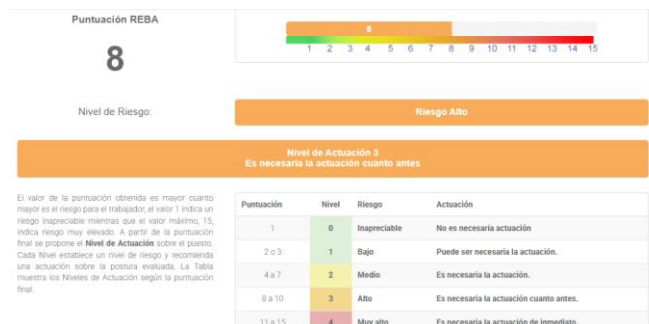 Puntuación REBA
8
8
1 2 3 4 5 6 7 8 9 10 11 12 13 14 15
Nivel de Riesgo:
Riesgo Alto
Nivel de Actuación 3
Es necesaria la actuación cuanto antes
El valor de la puntuación obtenida es mayor cuanto
mayor es el riesgo para el trabajador, el valor 1 indica un
riesgo inapreciable mientras que el valor máximo, 15,
indica riesgo muy elevado. A partir de la puntuación
final se propone el Nivel de Actuación sobre el puesto.
Cada Nivel establece un nivel de riesgo y recomienda
una actuación sobre la postura evaluada. La Tabla
muestra los Niveles de Actuación según la puntuación
final.
Puntuación Nivel Riesgo Actuación
1 0 Inapreciable No es necesaria actuación
2 o 3 1 Bajo Puede ser necesaria la actuación.
4 a 7 2 Medio Es necesaria la actuación.
8 a 10 3 Alto Es necesaria la actuación cuanto antes.
11 a 15 4 Muy alto Es necesaria la actuación de inmediato.